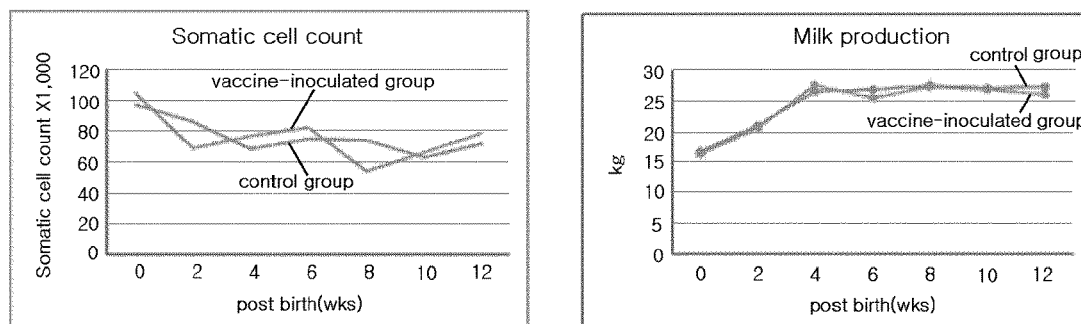 Somatic cell count
Somatic cell count X1,000
120
100
80
60
40
20
0
vaccine-inoculated group
control group
0 2 4 6 8 10 12
post birth(wks)
Milk production
kg
30
25
20
15
10
5
0
control group
vaccine-inoculated group
0 2 4 6 8 10 12
post birth(wks)